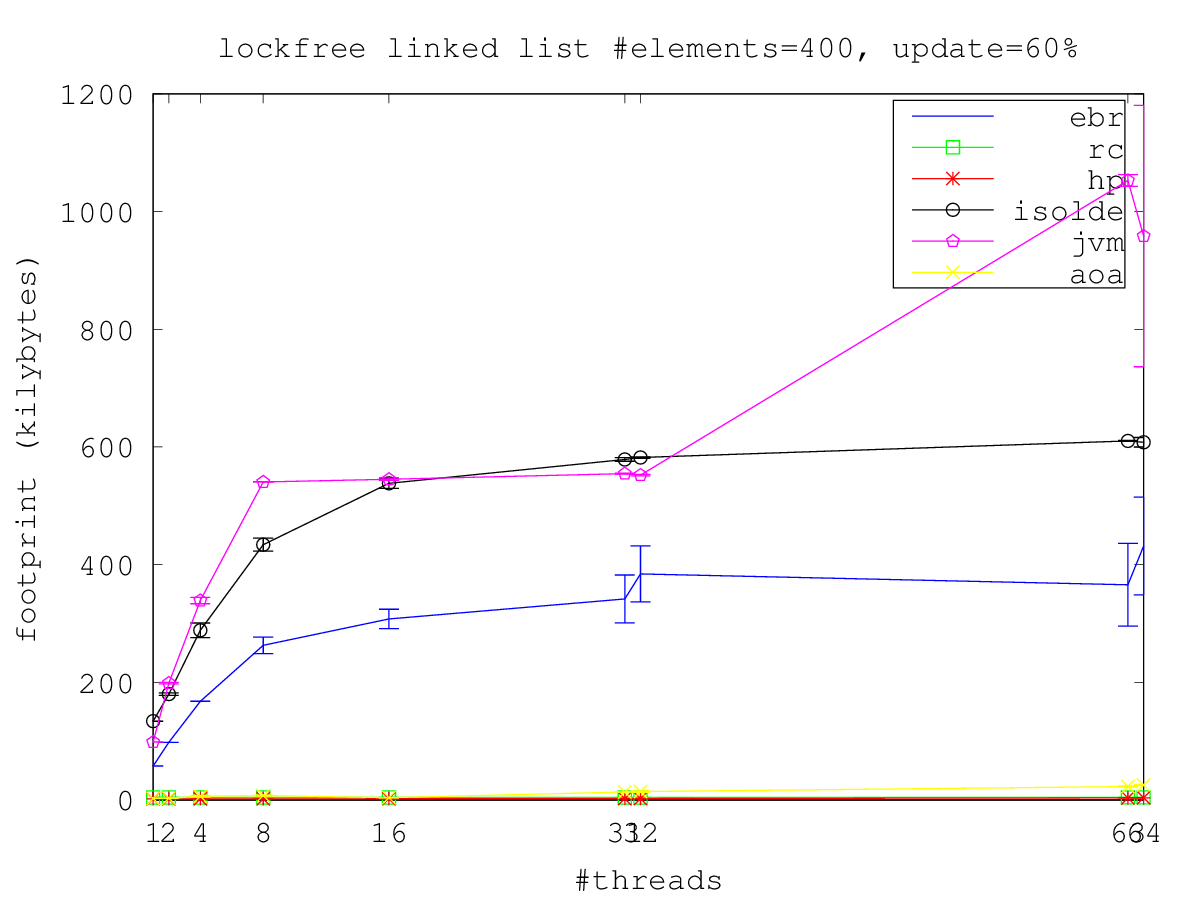 lockfree linked list #elements=400, update=60%
1200
1000
800
600
400
200
0
footprint (kilybytes)
ebr
rc
hp
isolde
jvm
aoa
1 2 4 8 16 31 32 63 64
#threads